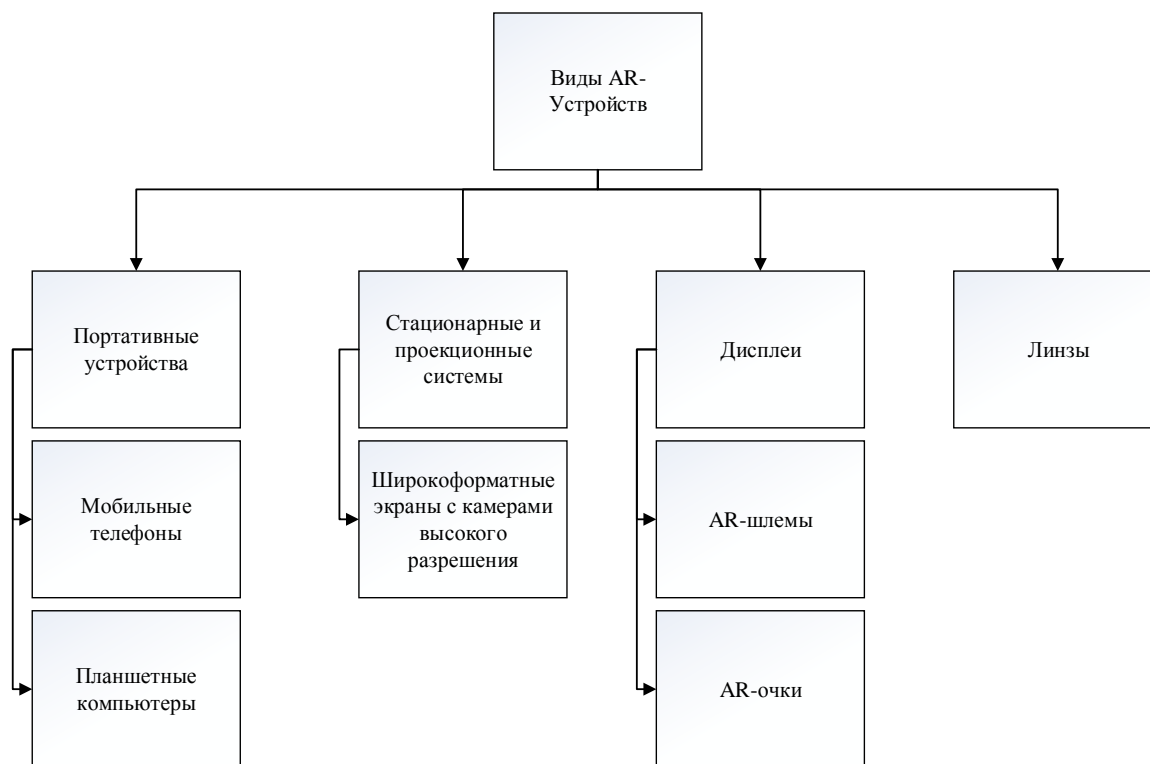 Виды AR-
Устройств
Портативные
устройства
Стационарные и
проекционные
системы
Дисплеи
Линзы
Мобильные
телефоны
Широкоформатные
экраны с камерами
высокого
разрешения
AR-шлемы
Планшетные
компьютеры
AR-очки